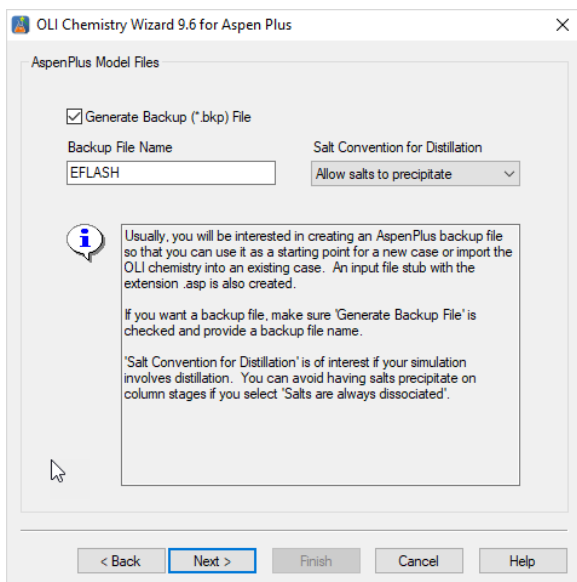 OLI Chemistry Wizard 9.6 for Aspen Plus
AspenPlus Model Files
Generate Backup (*.bkp) File
Backup File Name
Salt Convention for Distillation
EFLASH
Allow salts to precipitate
Usually, you will be interested in creating an AspenPlus backup file
so that you can use it as a starting point for a new case or import the
OLI chemistry into an existing case.  An input file stub with the
extension .asp is also created.
If you want a backup file, make sure 'Generate Backup File' is
checked and provide a backup file name.
'Salt Convention for Distillation' is of interest if your simulation
involves distillation.  You can avoid having salts precipitate on
column stages if you select 'Salts are always dissociated'.
< Back
Next >
Finish
Cancel
Help